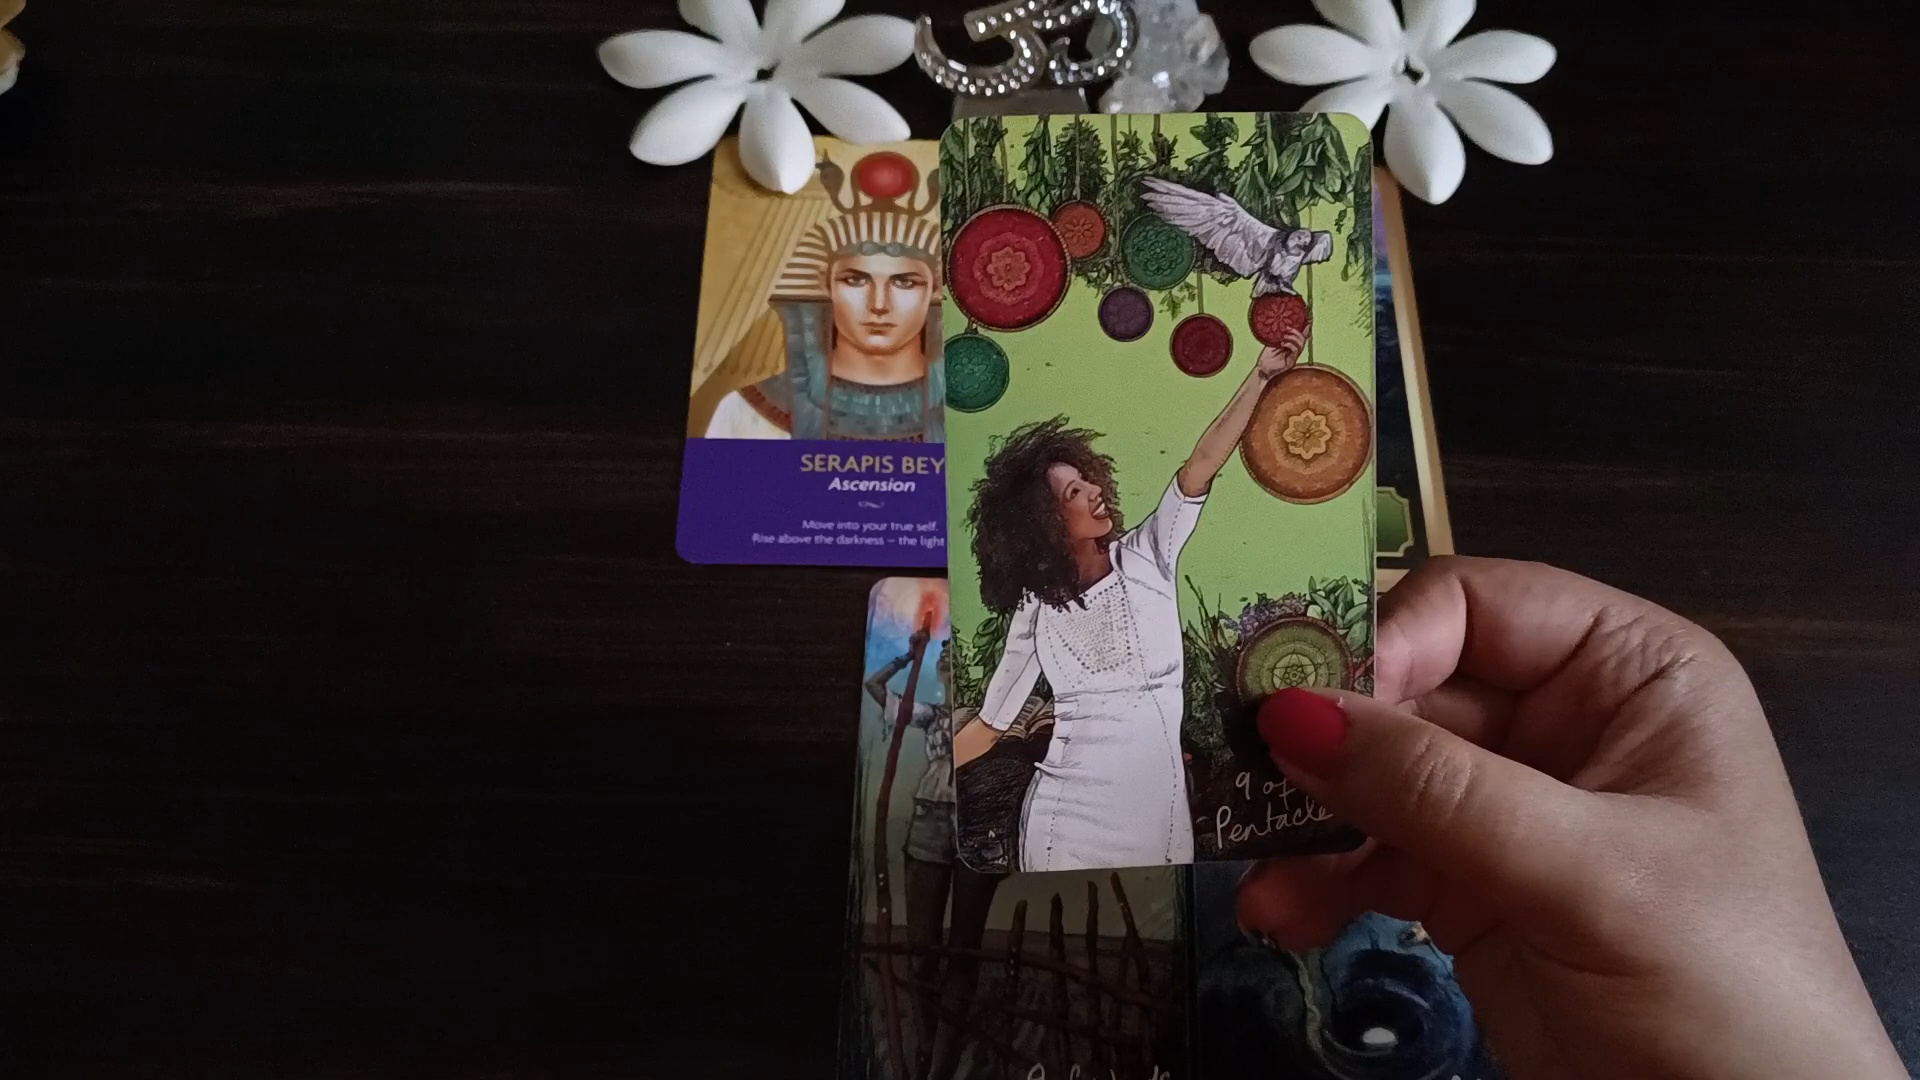 SERAPIS BEY
Ascension
Move into your true self.
Rise above the darkness – the light
9 of
Pentacle